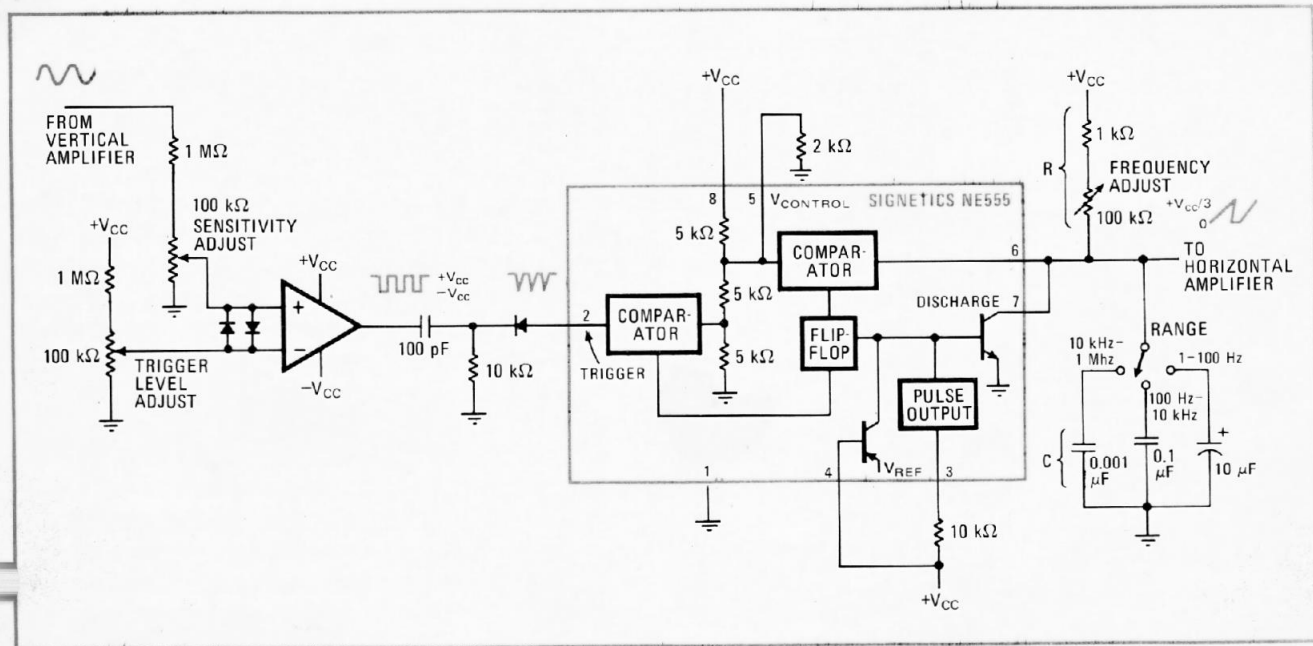 FROM
VERTICAL
AMPLIFIER
1 MΩ
100 kΩ
SENSITIVITY
ADJUST
+VCC
1 MΩ
100 kΩ
TRIGGER
LEVEL
ADJUST
+VCC
+
−
−VCC
+Vcc
−Vcc
100 pF
10 kΩ
2
TRIGGER
+VCC
2 kΩ
8
5
VCONTROL
SIGNETICS NE555
5 kΩ
COMPAR-
ATOR
6
5 kΩ
COMPAR-
ATOR
DISCHARGE
7
FLIP-
FLOP
5 kΩ
PULSE
OUTPUT
VREF
1
4
3
10 kΩ
+VCC
+VCC
R
1 kΩ
FREQUENCY
ADJUST
100 kΩ
+Vcc/3
0
TO
HORIZONTAL
AMPLIFIER
RANGE
10 kHz–
1 Mhz
1–100 Hz
100 Hz–
10 kHz
C
0.001
µF
0.1
µF
+
10 µF